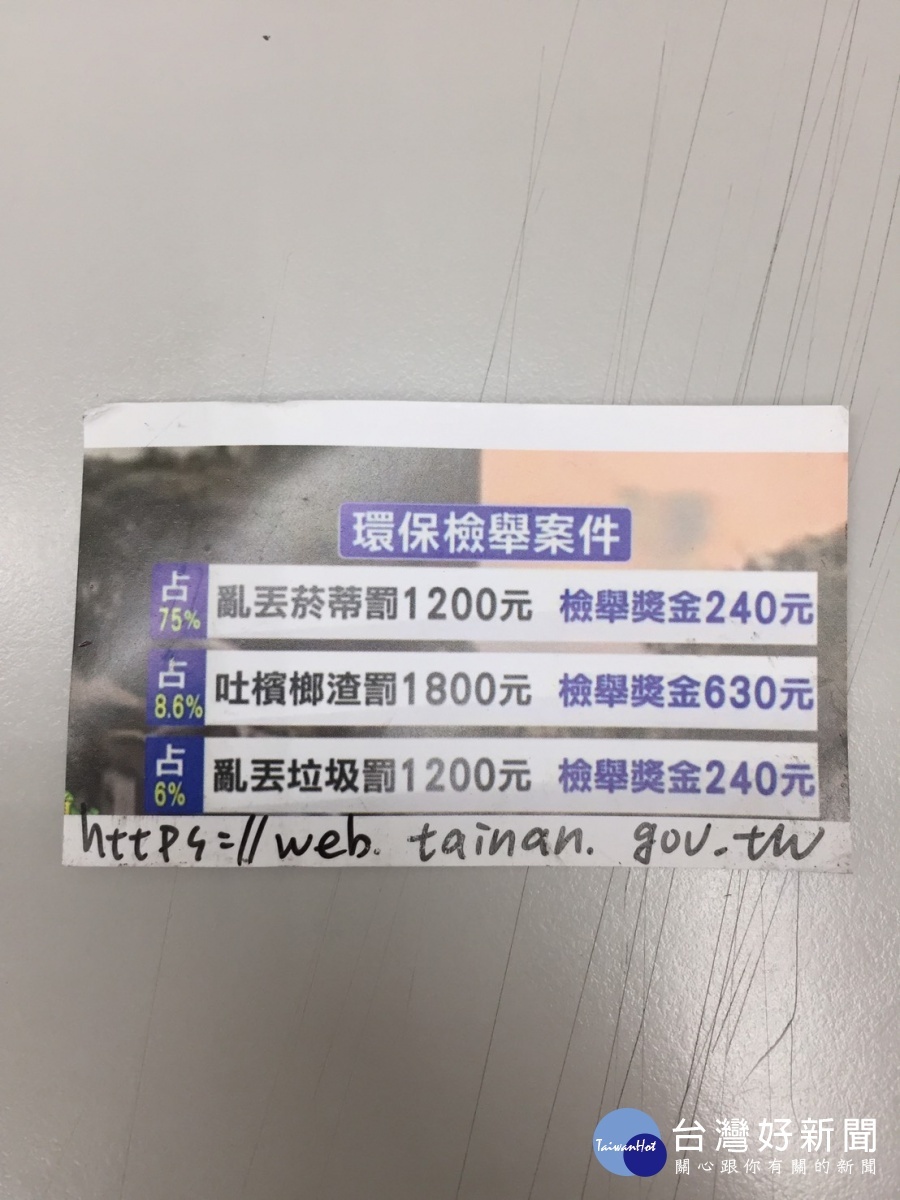 環保檢舉案件
占75% 亂丟菸蒂罰1200元 檢舉獎金240元
占8.6% 吐檳榔渣罰1800元 檢舉獎金630元
占6% 亂丟垃圾罰1200元 檢舉獎金240元
https://web.tainan.gov.tw
TaiwanHot 台灣好新聞
關心跟你有關的新聞